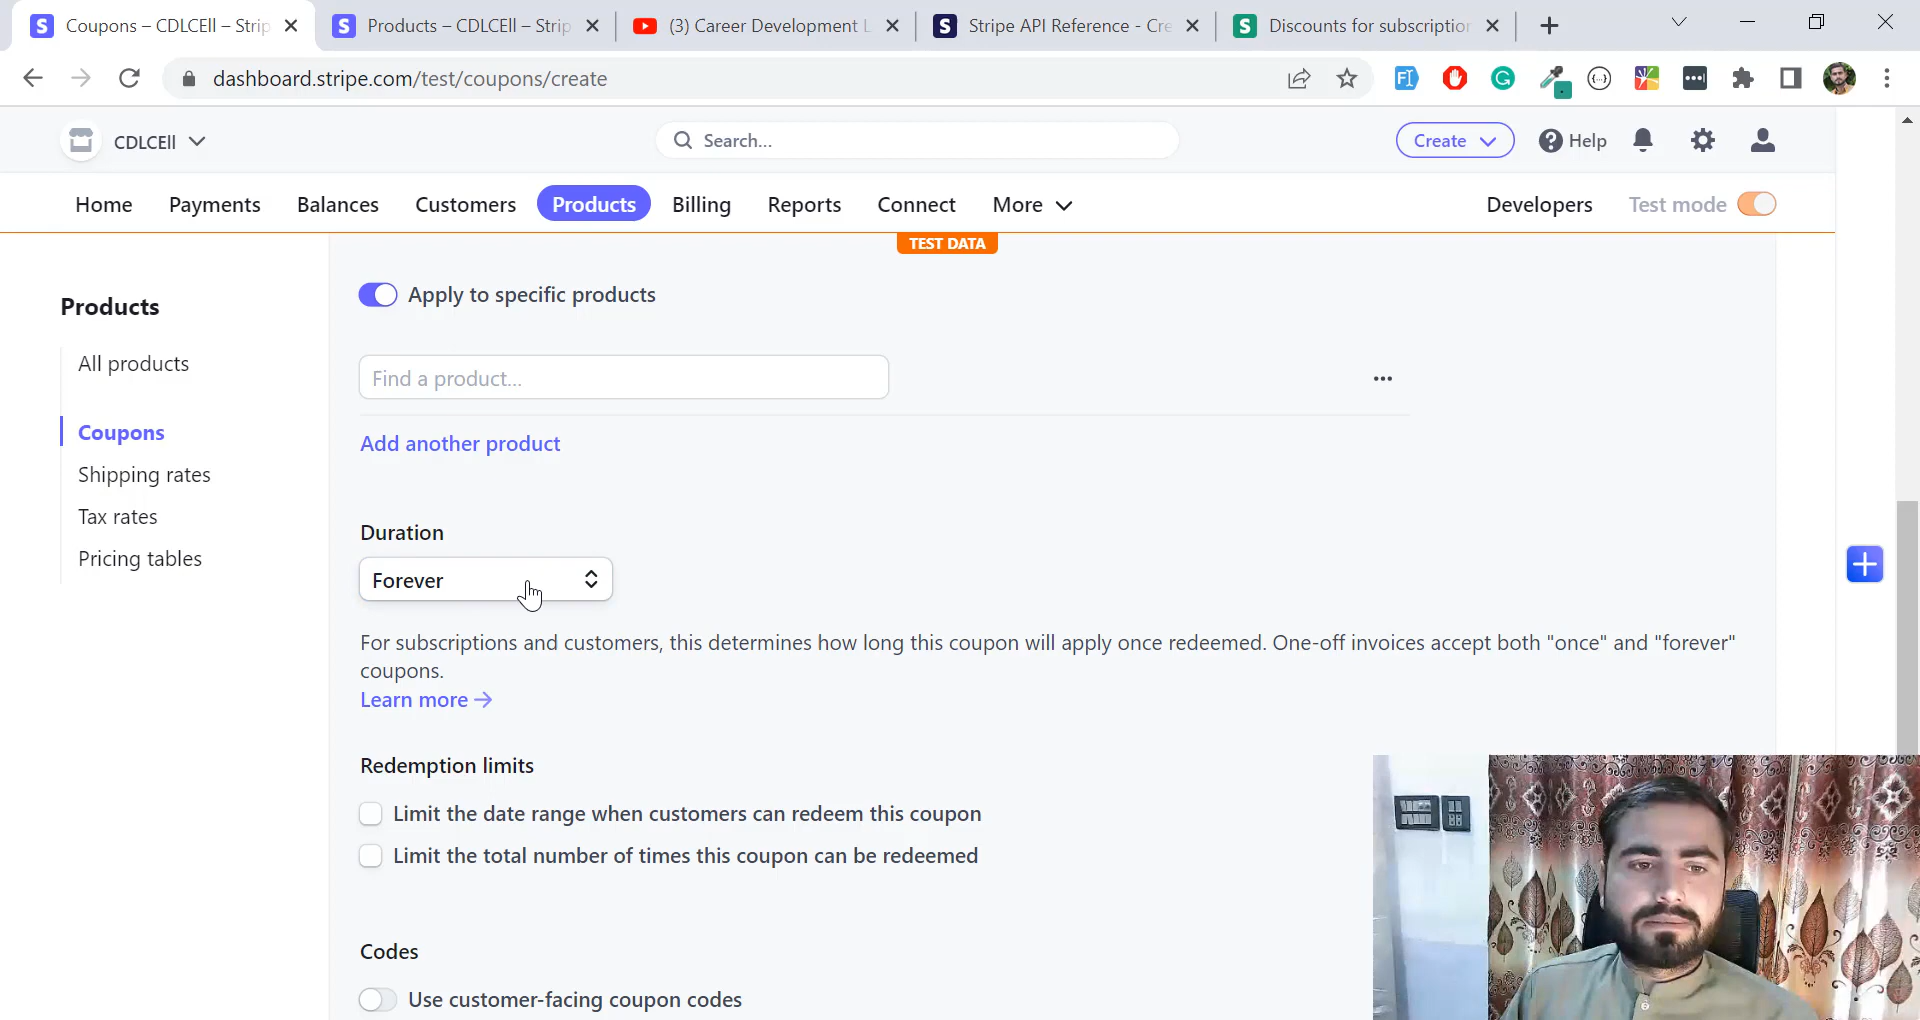 Coupons – CDLCEll – Strip
Products – CDLCEll – Strip
(3) Career Development L
Stripe API Reference - Cre
Discounts for subscription
dashboard.stripe.com/test/coupons/create
CDLCEll
Search...
Create
Help
Home
Payments
Balances
Customers
Products
Billing
Reports
Connect
More
Developers
Test mode
TEST DATA
Products
All products
Coupons
Shipping rates
Tax rates
Pricing tables
Apply to specific products
Find a product...
Add another product
Duration
Forever
For subscriptions and customers, this determines how long this coupon will apply once redeemed. One-off invoices accept both "once" and "forever"
coupons.
Learn more →
Redemption limits
Limit the date range when customers can redeem this coupon
Limit the total number of times this coupon can be redeemed
Codes
Use customer-facing coupon codes